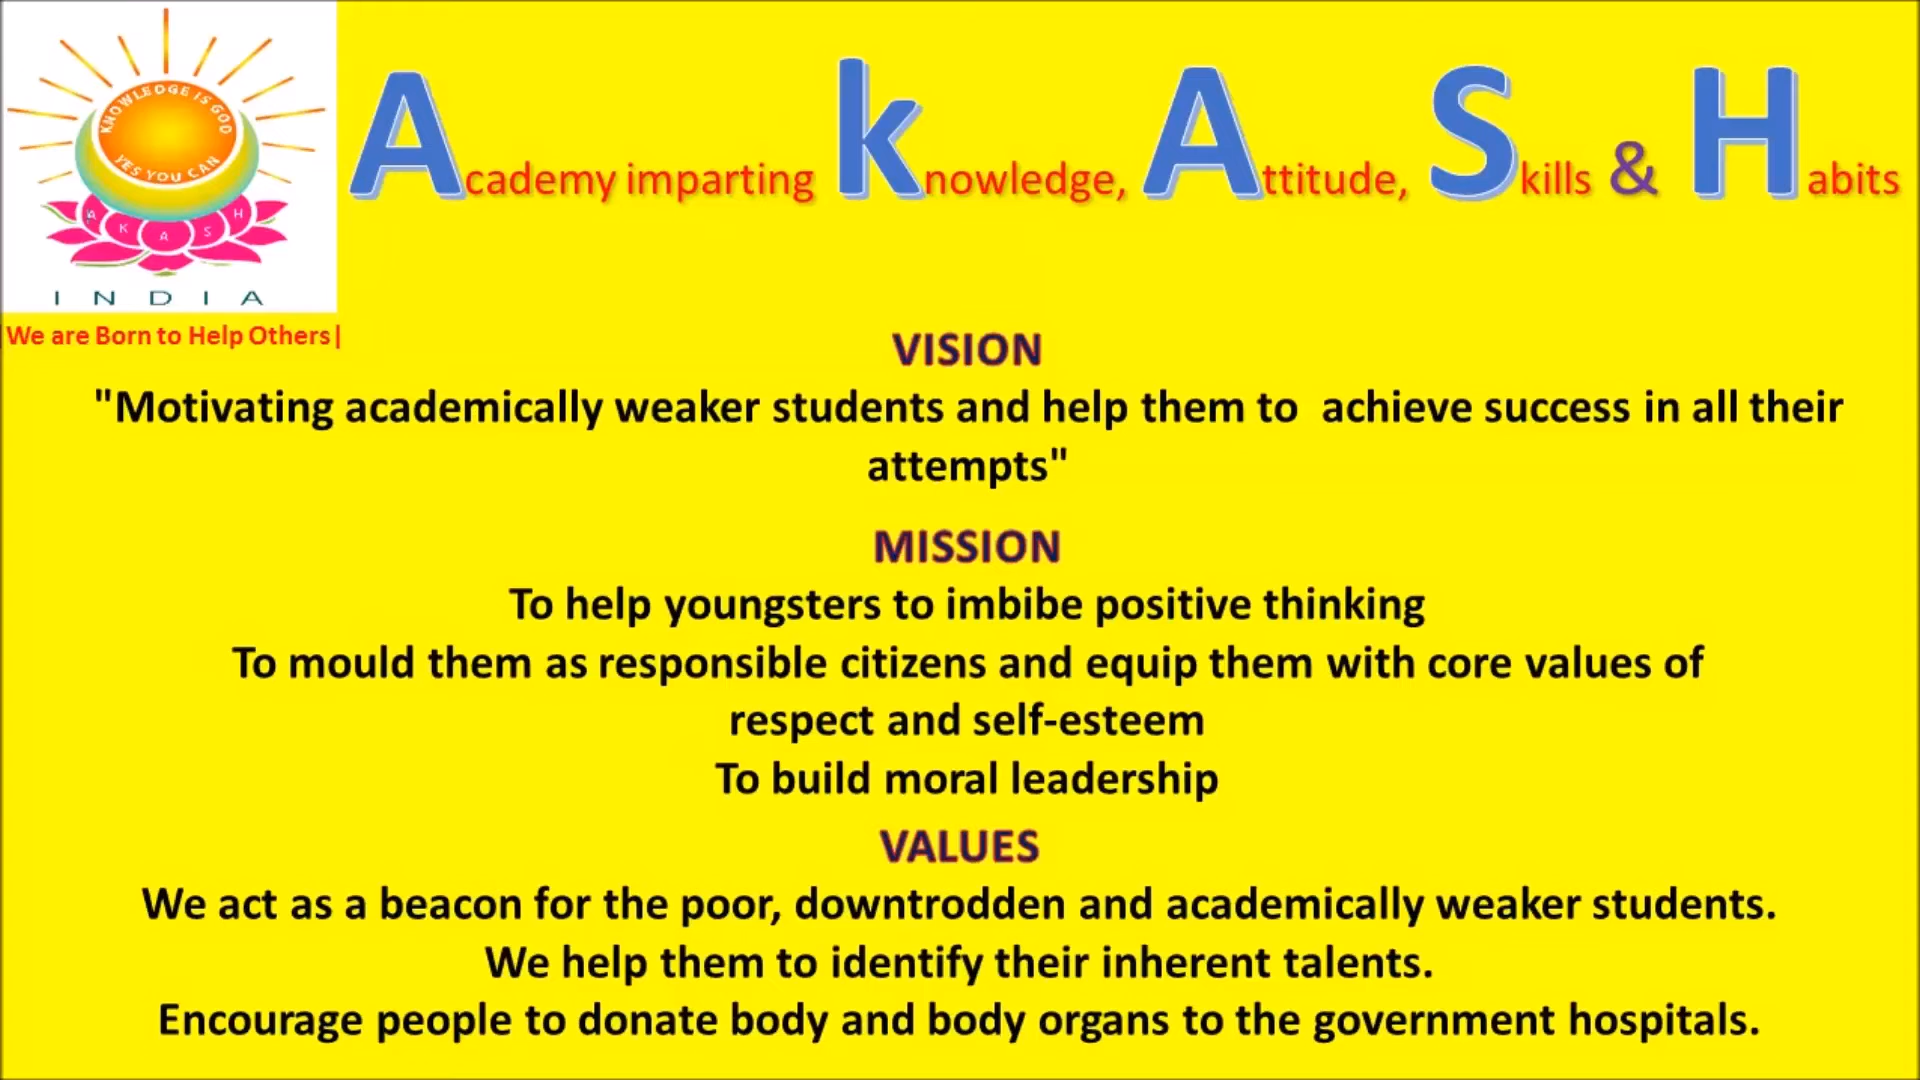 KNOWLEDGE IS GOD
YES YOU CAN
A K A S H
INDIA
|We are Born to Help Others|
Academy imparting knowledge, Attitude, Skills & Habits
VISION
"Motivating academically weaker students and help them to achieve success in all their
attempts"
MISSION
To help youngsters to imbibe positive thinking
To mould them as responsible citizens and equip them with core values of
respect and self-esteem
To build moral leadership
VALUES
We act as a beacon for the poor, downtrodden and academically weaker students.
We help them to identify their inherent talents.
Encourage people to donate body and body organs to the government hospitals.